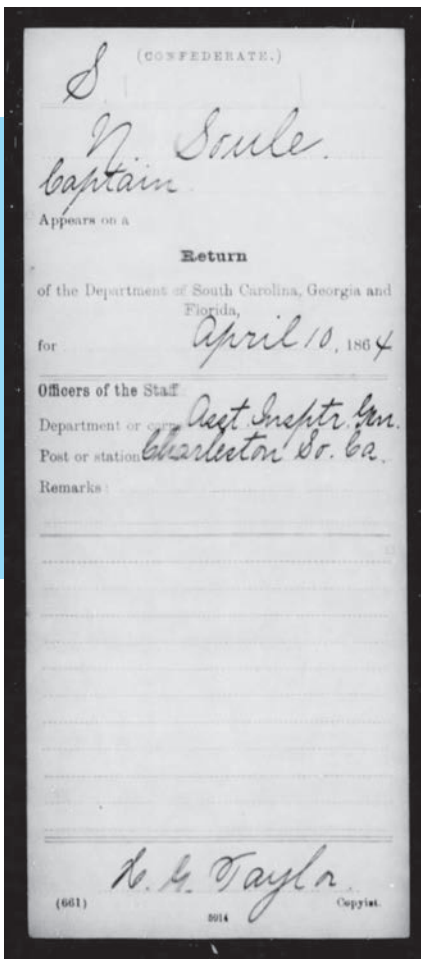 (CONFEDERATE.)
S
N. Soule.
Captain
Appears on a
Return
of the Department of South Carolina, Georgia and
Florida,
for April 10, 1864
Officers of the Staff
Department or corps Asst. Insptr. Gen.
Post or station Charleston So. Ca.
Remarks:
H. G. Taylor.
(661) Copyist.
5014